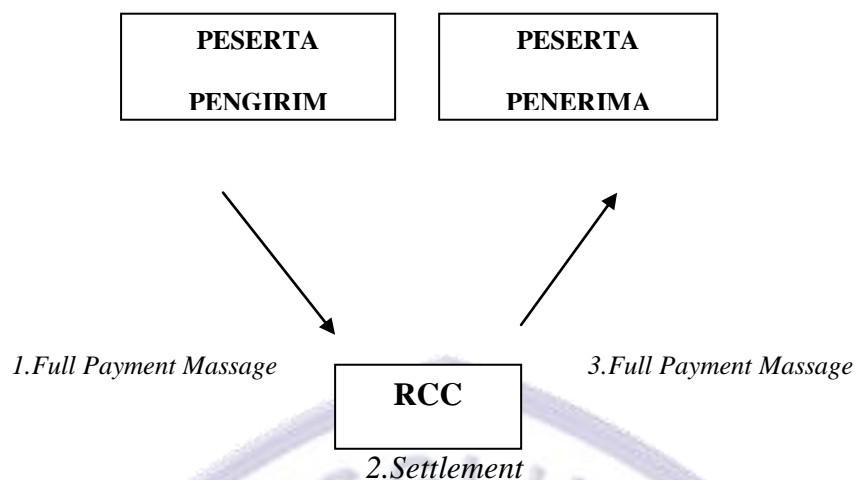 PESERTA
PENGIRIM
PESERTA
PENERIMA
1.Full Payment Massage
3.Full Payment Massage
RCC
2.Settlement